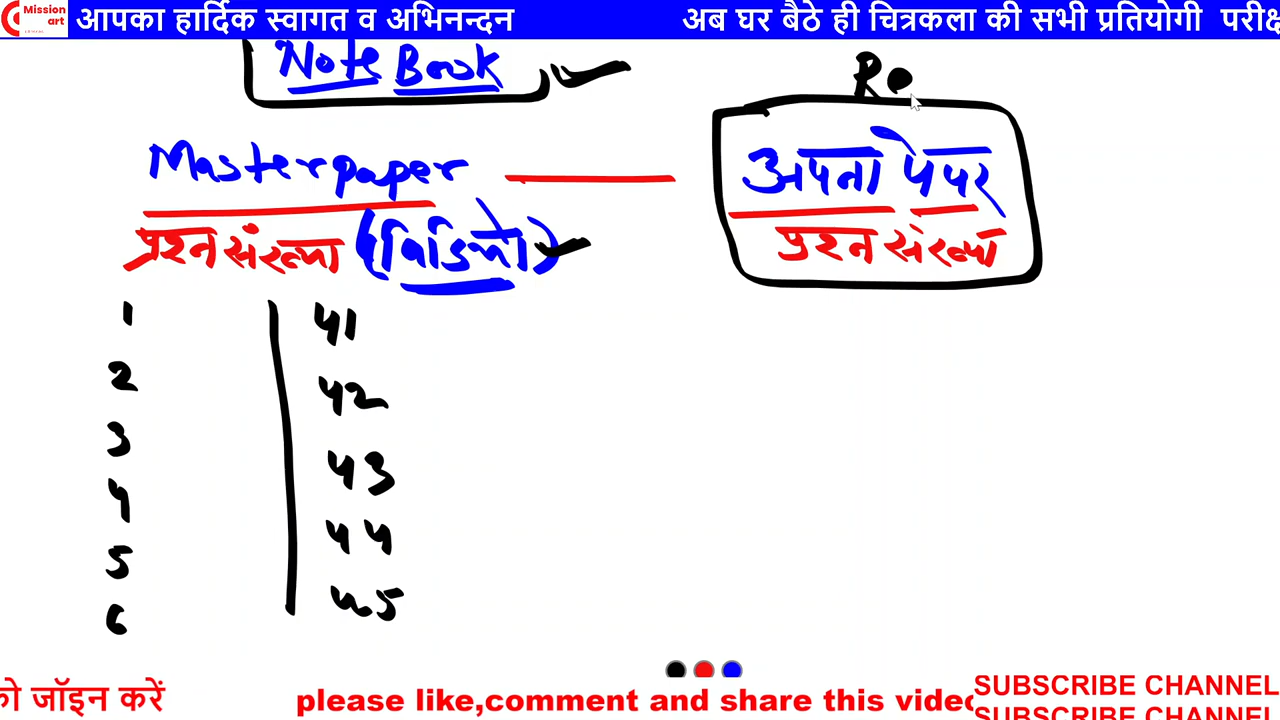 Mission
art
आपका हार्दिक स्वागत व अभिनन्दन
अब घर बैठे ही चित्रकला की सभी प्रतियोगी परीक्ष
Note Book
Re
Masterpaper
अपना पेपर
प्रश्न संख्या (विडियो)
प्रश्न संख्या
1 41
2 42
3 43
4 44
5 45
6
को जॉइन करें
please like,comment and share this video
SUBSCRIBE CHANNEL
SUBSCRIBE CHANNEL